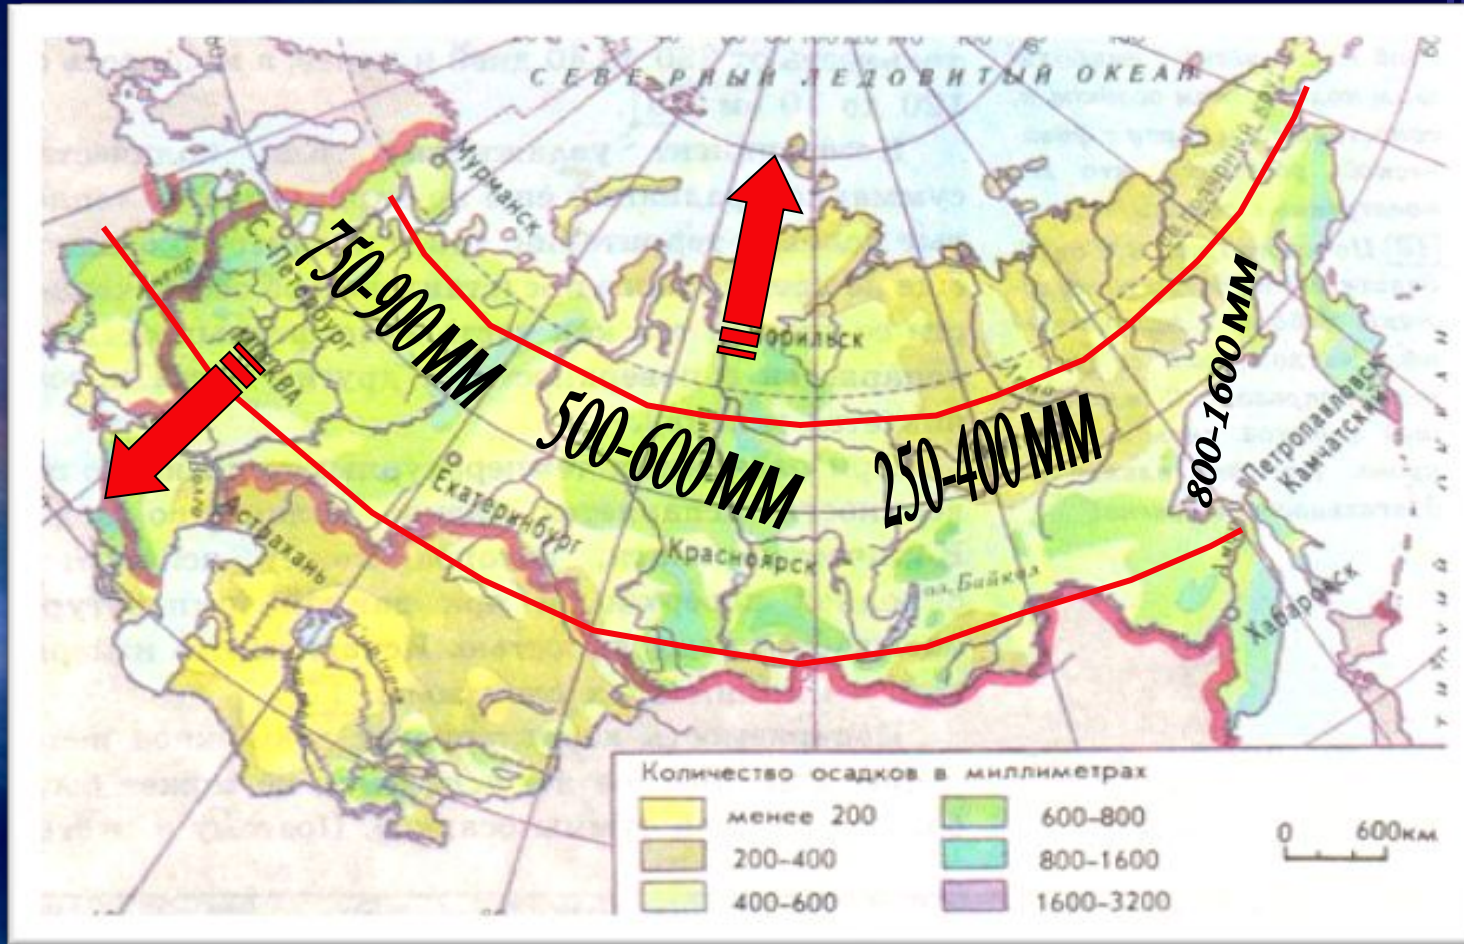 СЕВЕРНЫЙ ЛЕДОВИТЫЙ ОКЕАН
Мурманск
С.-Петербург
Днепр
МОСКВА
750-900 ММ
500-600 ММ
250-400 ММ
800-1600 ММ
Норильск
Петропавловск
Камчатский
Екатеринбург
Астрахань
Волга
Красноярск
оз. Байкал
Хабаровск
Количество осадков в миллиметрах
менее 200
200-400
400-600
600-800
800-1600
1600-3200
0 600км